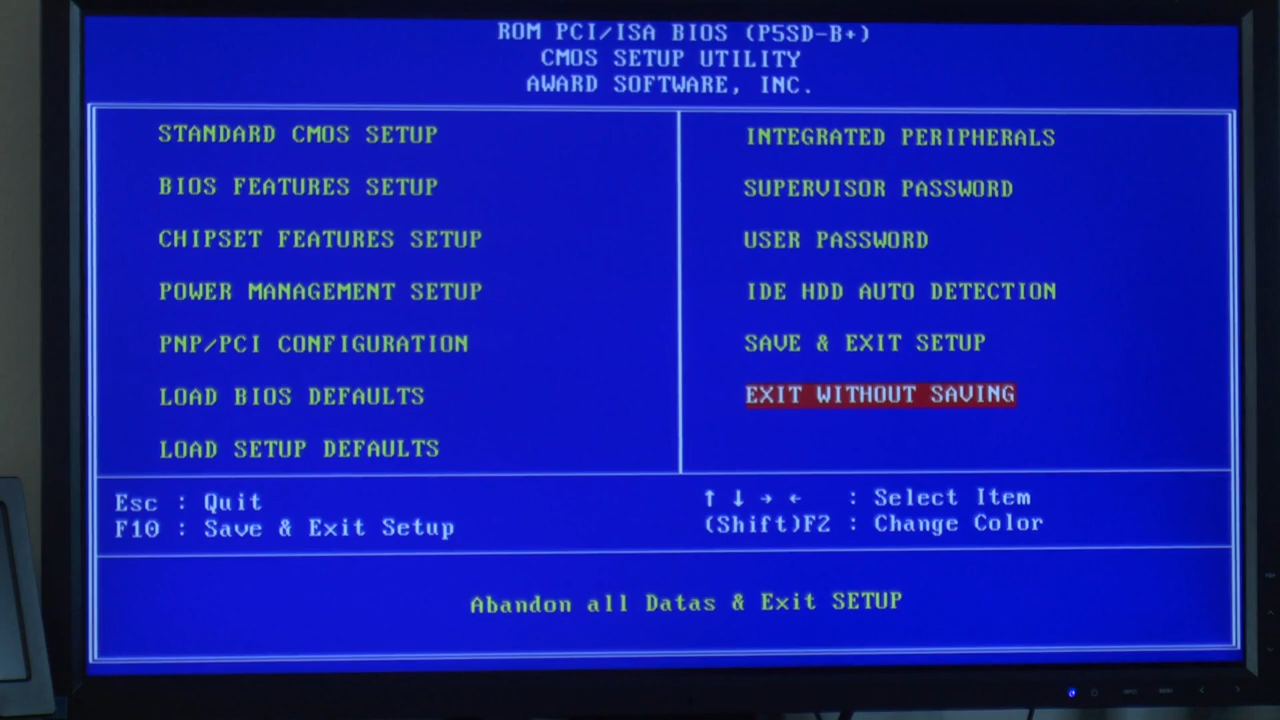 ROM PCI/ISA BIOS (P5SD-B+)
CMOS SETUP UTILITY
AWARD SOFTWARE, INC.
STANDARD CMOS SETUP
BIOS FEATURES SETUP
CHIPSET FEATURES SETUP
POWER MANAGEMENT SETUP
PNP/PCI CONFIGURATION
LOAD BIOS DEFAULTS
LOAD SETUP DEFAULTS
INTEGRATED PERIPHERALS
SUPERVISOR PASSWORD
USER PASSWORD
IDE HDD AUTO DETECTION
SAVE & EXIT SETUP
EXIT WITHOUT SAVING
Esc : Quit
F10 : Save & Exit Setup
↑ ↓ → ← : Select Item
(Shift)F2 : Change Color
Abandon all Datas & Exit SETUP